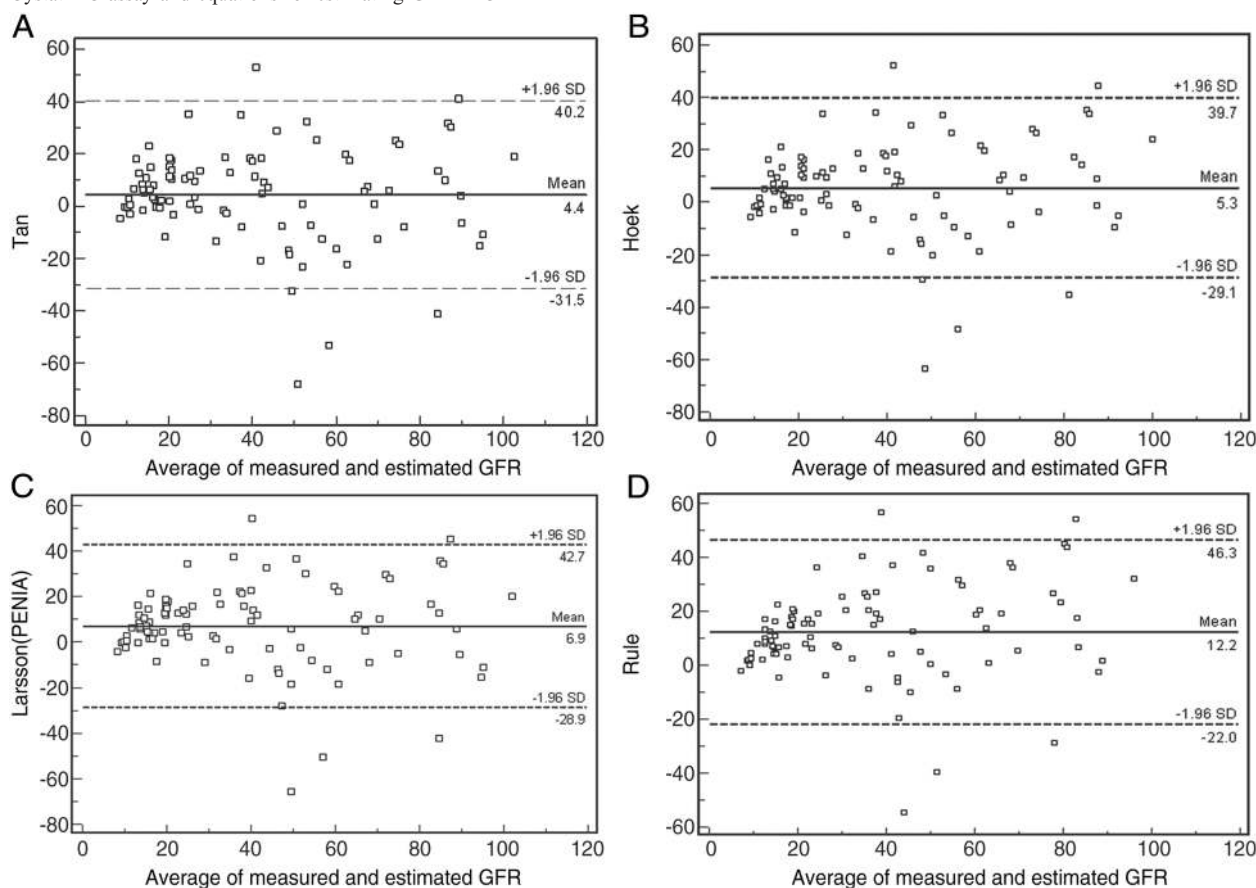 A
60
40
20
0
-20
-40
-60
-80
Tan
+1.96 SD
40.2
Mean
4.4
-1.96 SD
-31.5
0 20 40 60 80 100 120
Average of measured and estimated GFR
B
60
40
20
0
-20
-40
-60
-80
Hoek
+1.96 SD
39.7
Mean
5.3
-1.96 SD
-29.1
0 20 40 60 80 100 120
Average of measured and estimated GFR
C
60
40
20
0
-20
-40
-60
-80
Larsson(PENIA)
+1.96 SD
42.7
Mean
6.9
-1.96 SD
-28.9
0 20 40 60 80 100 120
Average of measured and estimated GFR
D
60
40
20
0
-20
-40
-60
Rule
+1.96 SD
46.3
Mean
12.2
-1.96 SD
-22.0
0 20 40 60 80 100 120
Average of measured and estimated GFR